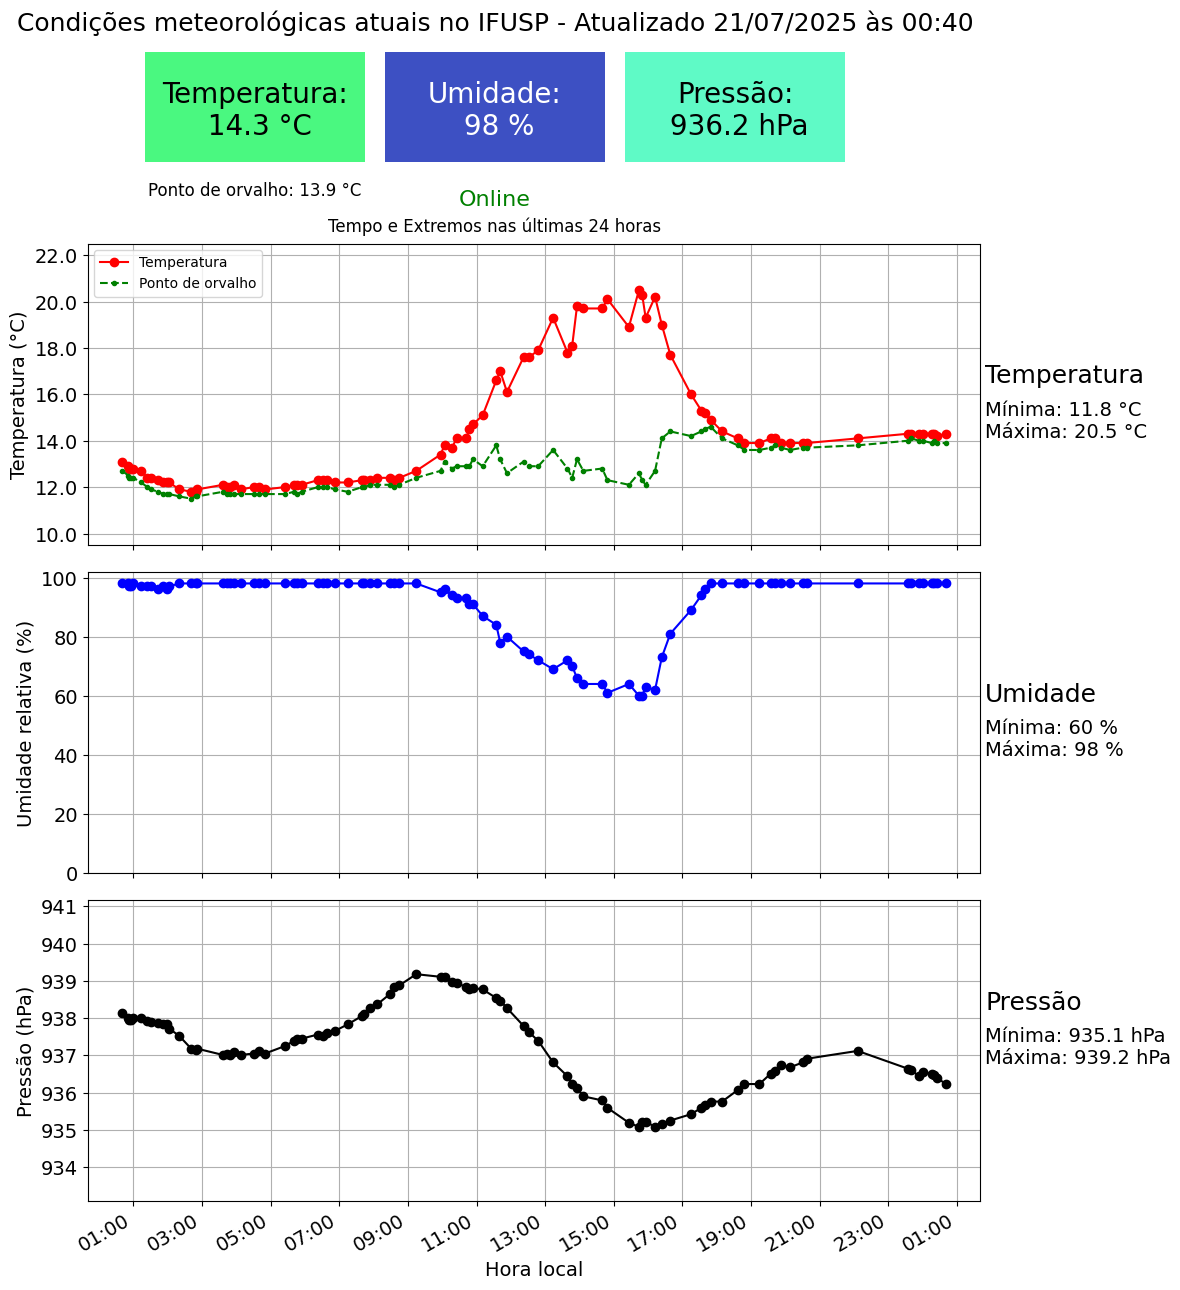 Condições meteorológicas atuais no IFUSP - Atualizado 21/07/2025 às 00:40
Temperatura:
14.3 °C
Umidade:
98 %
Pressão:
936.2 hPa
Ponto de orvalho: 13.9 °C
Online
Tempo e Extremos nas últimas 24 horas
Temperatura (°C)
22.0
20.0
18.0
16.0
14.0
12.0
10.0
Temperatura
Ponto de orvalho
Temperatura
Mínima: 11.8 °C
Máxima: 20.5 °C
Umidade relativa (%)
100
80
60
40
20
0
Umidade
Mínima: 60 %
Máxima: 98 %
Pressão (hPa)
941
940
939
938
937
936
935
934
Pressão
Mínima: 935.1 hPa
Máxima: 939.2 hPa
01:00 03:00 05:00 07:00 09:00 11:00 13:00 15:00 17:00 19:00 21:00 23:00 01:00
Hora local